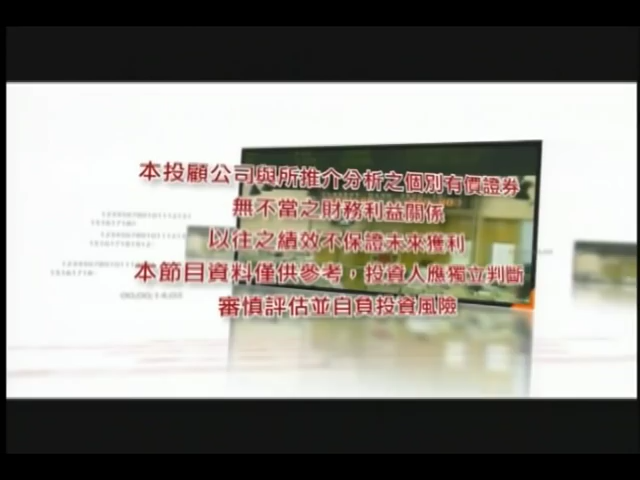 本投顧公司與所推介分析之個別有價證券
無不當之財務利益關係
以往之績效不保證未來獲利
本節目資料僅供參考，投資人應獨立判斷
審慎評估並自負投資風險